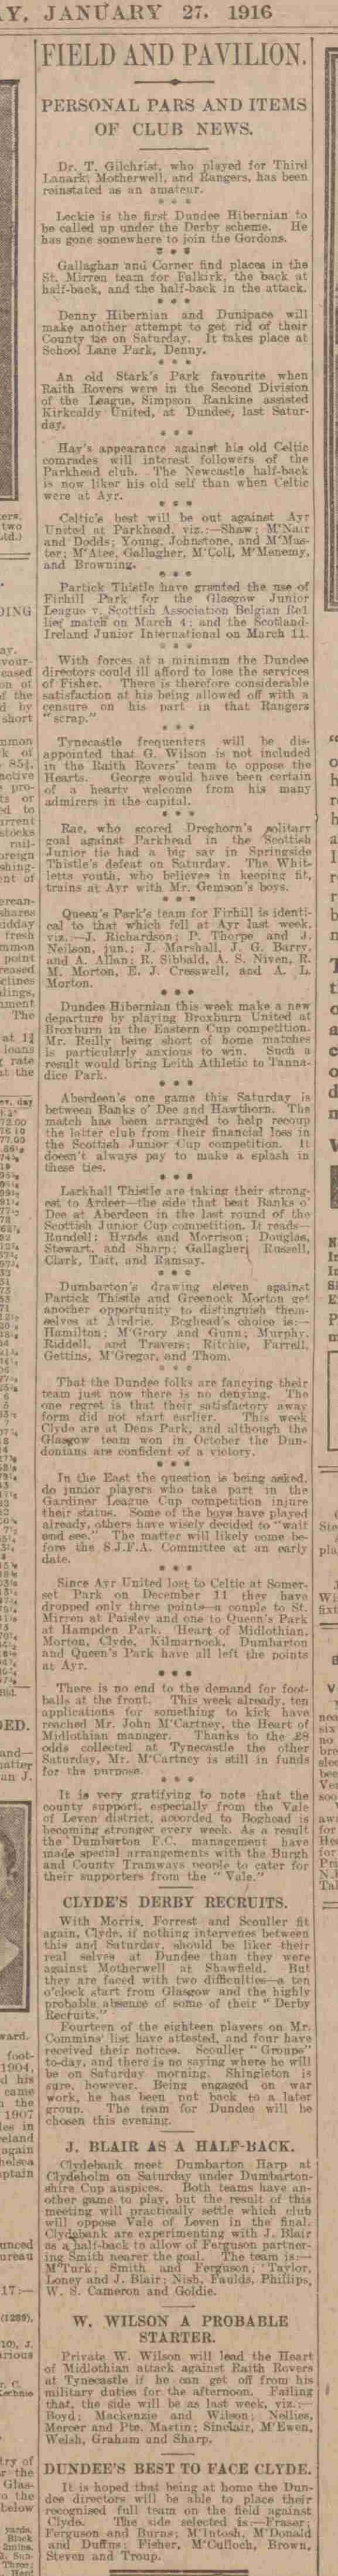 Y, JANUARY 27, 1916
FIELD AND PAVILION.
PERSONAL PARS AND ITEMS
OF CLUB NEWS.
Dr. T. Gilchrist, who played for Third
Lanark, Motherwell, and Rangers, has been
reinstated as an amateur.
* * *
Leckie is the first Dundee Hibernian to
be called up under the Derby scheme. He
has gone somewhere to join the Gordons.
* * *
Gallaghan and Corner find places in the
St. Mirren team for Falkirk, the back at
half-back, and the half-back in the attack.
* * *
Denny Hibernian and Dunipace will
make another attempt to get rid of their
County tie on Saturday. It takes place at
School Lane Park, Denny.
* * *
An old Stark's Park favourite when
Raith Rovers were in the Second Division
of the League, Simpson Rankine assisted
Kirkcaldy United, at Dundee, last Satur-
day.
* * *
Hay's appearance against his old Celtic
comrades will interest followers of the
Parkhead club. The Newcastle half-back
is now liker his old self than when Celtic
were at Ayr.
* * *
Celtic's best will be out against Ayr
United at Parkhead, viz.:—Shaw; M'Nair
and Dodds; Young, Johnstone, and M'Mas-
ter; M'Atee, Gallagher, M'Coll, M'Menemy,
and Browning.
* * *
Partick Thistle have granted the use of
Firhill Park for the Glasgow Junior
League v. Scottish Association Belgian Rel
lief match on March 4; and the Scotland-
Ireland Junior International on March 11.
* * *
With forces at a minimum the Dundee
directors could ill afford to lose the services
of Fisher. There is therefore considerable
satisfaction at his being allowed off with a
censure on his part in that Rangers
"scrap."
* * *
Tynecastle frequenters will be dis-
appointed that G. Wilson is not included
in the Raith Rovers' team to oppose the
Hearts. George would have been certain
of a hearty welcome from his many
admirers in the capital.
* * *
Rae, who scored Dreghorn's solitary
goal against Parkhead in the Scottish
Junior tie had a big say in Springside
Thistle's defeat on Saturday. The Whit-
letts youth, who believes in keeping fit,
trains at Ayr with Mr. Gemson's boys.
* * *
Queen's Park's team for Firhill is identi-
cal to that which fell at Ayr last week,
viz.:—J. Richardson; P. Thorpe and J.
Neilson, jun.; J. Marshall, J. G. Barry,
and A. Allan; R. Sibbald, A. S. Niven, R.
M. Morton, E. J. Cresswell, and A. L.
Morton.
* * *
Dundee Hibernian this week make a new
departure by playing Broxburn United at
Broxburn in the Eastern Cup competition.
Mr. Reilly being short of home matches
is particularly anxious to win. Such a
result would bring Leith Athletic to Tanna-
dice Park.
* * *
Aberdeen's one game this Saturday is
between Banks o' Dee and Hawthorn. The
match has been arranged to help recoup
the latter club from their financial loss in
the Scottish Junior Cup competition. It
doesn't always pay to make a splash in
these ties.
* * *
Larkhall Thistle are taking their strong-
est to Ardeer—the side that beat Banks o'
Dee at Aberdeen in the last round of the
Scottish Junior Cup competition. It reads—
Rundell; Hynds and Morrison; Douglas,
Stewart, and Sharp; Gallagher; Russell,
Clark, Tait, and Ramsay.
* * *
Dumbarton's drawing eleven against
Partick Thistle and Greenock Morton get
another opportunity to distinguish them-
selves at Airdrie. Boghead's choice is:—
Hamilton; M'Grory and Gunn; Murphy,
Riddell, and Travers; Ritchie, Farrell,
Gettins, M'Gregor, and Thom.
* * *
That the Dundee folks are fancying their
team just now there is no denying. The
one regret is that their satisfactory away
form did not start earlier. This week
Clyde are at Dens Park, and although the
Glasgow team won in October the Dun-
donians are confident of a victory.
* * *
In the East the question is being asked,
do junior players who take part in the
Gardiner League Cup competition injure
their status. Some of the boys have played
already, others have wisely decided to "wait
and see." The matter will likely come be-
fore the S.J.F.A. Committee at an early
date.
* * *
Since Ayr United lost to Celtic at Somer-
set Park on December 11 they have
dropped only three points—a couple to St.
Mirren at Paisley and one to Queen's Park
at Hampden Park. Heart of Midlothian,
Morton, Clyde, Kilmarnock, Dumbarton
and Queen's Park have all left the points
at Ayr.
* * *
There is no end to the demand for foot-
balls at the front. This week already, ten
applications for something to kick have
reached Mr. John M'Cartney, the Heart of
Midlothian manager. Thanks to the £8
odds collected at Tynecastle the other
Saturday, Mr. M'Cartney is still in funds
for the purpose.
* * *
It is very gratifying to note that the
county support, especially from the Vale
of Leven district, accorded to Boghead is
becoming stronger every week. As a result
the Dumbarton F.C. management have
made special arrangements with the Burgh
and County Tramways people to cater for
their supporters from the "Vale."
CLYDE'S DERBY RECRUITS.
With Morris, Forrest and Scouller fit
again, Clyde, if nothing intervenes between
this and Saturday, should be liker their
real selves at Dundee than they were
against Motherwell at Shawfield. But
they are faced with two difficulties—a ten
o'clock start from Glasgow and the highly
probable absence of some of their "Derby
Recruits."
Fourteen of the eighteen players on Mr.
Commins' list have attested, and four have
received their notices. Scouller "Groups"
to-day, and there is no saying where he will
be on Saturday morning. Shingleton is
sure, however. Being engaged on war
work, he has been put back to a later
group. The team for Dundee will be
chosen this evening.
J. BLAIR AS A HALF-BACK.
Clydebank meet Dumbarton Harp at
Clydeholm on Saturday under Dumbarton-
shire Cup auspices. Both teams have an-
other game to play, but the result of this
meeting will practically settle which club
will oppose Vale of Leven in the final.
Clydebank are experimenting with J. Blair
as a half-back to allow of Ferguson partner-
ing Smith nearer the goal. The team is:—
M'Turk; Smith and Ferguson; Taylor,
Loney and J. Blair; Nish, Faulds, Phillips,
W. S. Cameron and Goldie.
W. WILSON A PROBABLE
STARTER.
Private W. Wilson will lead the Heart
of Midlothian attack against Raith Rovers
at Tynecastle if he can get off from his
military duties for the afternoon. Failing
that, the side will be as last week, viz.:—
Boyd; Mackenzie and Wilson; Nellies,
Mercer and Pte. Martin; Sinclair, M'Ewen,
Welsh, Graham and Sharp.
DUNDEE'S BEST TO FACE CLYDE.
It is hoped that being at home the Dun-
dee directors will be able to place their
recognised full team on the field against
Clyde. The side selected is:—Fraser;
Ferguson and Burns; M'Intosh, M'Donald
and Duffus; Fisher, M'Culloch, Brown,
Steven and Troup.